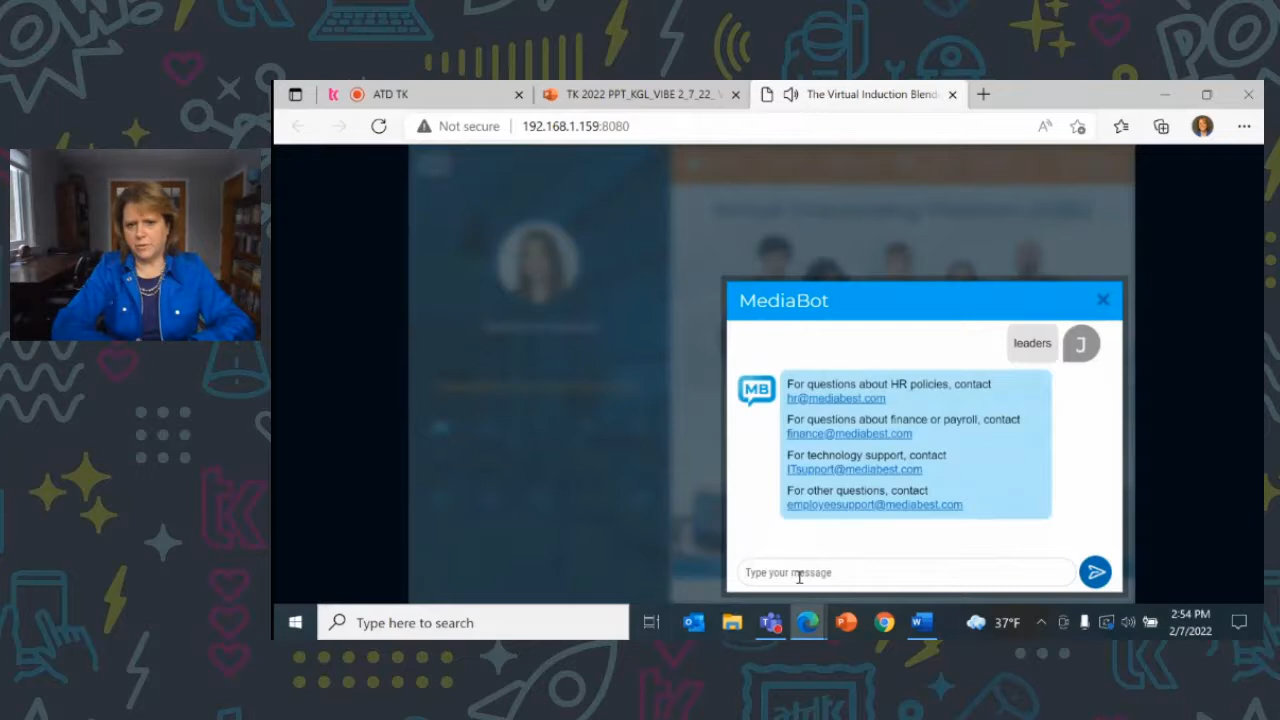 ATD TK
TK 2022 PPT_KGL_VIBE 2_7_22_
The Virtual Induction Blend
Not secure
192.168.1.159:8080
MediaBot
leaders
J
MB
For questions about HR policies, contact
hr@mediabest.com
For questions about finance or payroll, contact
finance@mediabest.com
For technology support, contact
ITsupport@mediabest.com
For other questions, contact
employeesupport@mediabest.com
Type your message
Type here to search
37°F
2:54 PM
2/7/2022